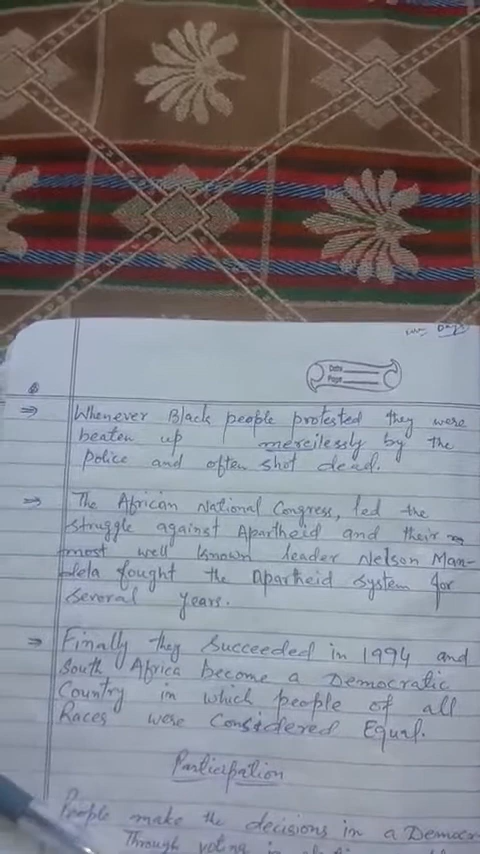 Date
Page
⇒ Whenever Black people protested they were
beaten up mercilessly by the
police and often shot dead.
⇒ The African National Congress, led the
struggle against Apartheid and their
most well known leader Nelson Man-
dela fought the apartheid system for
several years.
⇒ Finally they succeeded in 1994 and
South Africa become a Democratic
Country in which people of all
Races were Considered Equal.
Participation
People make the decisions in a Democr
Through voting in